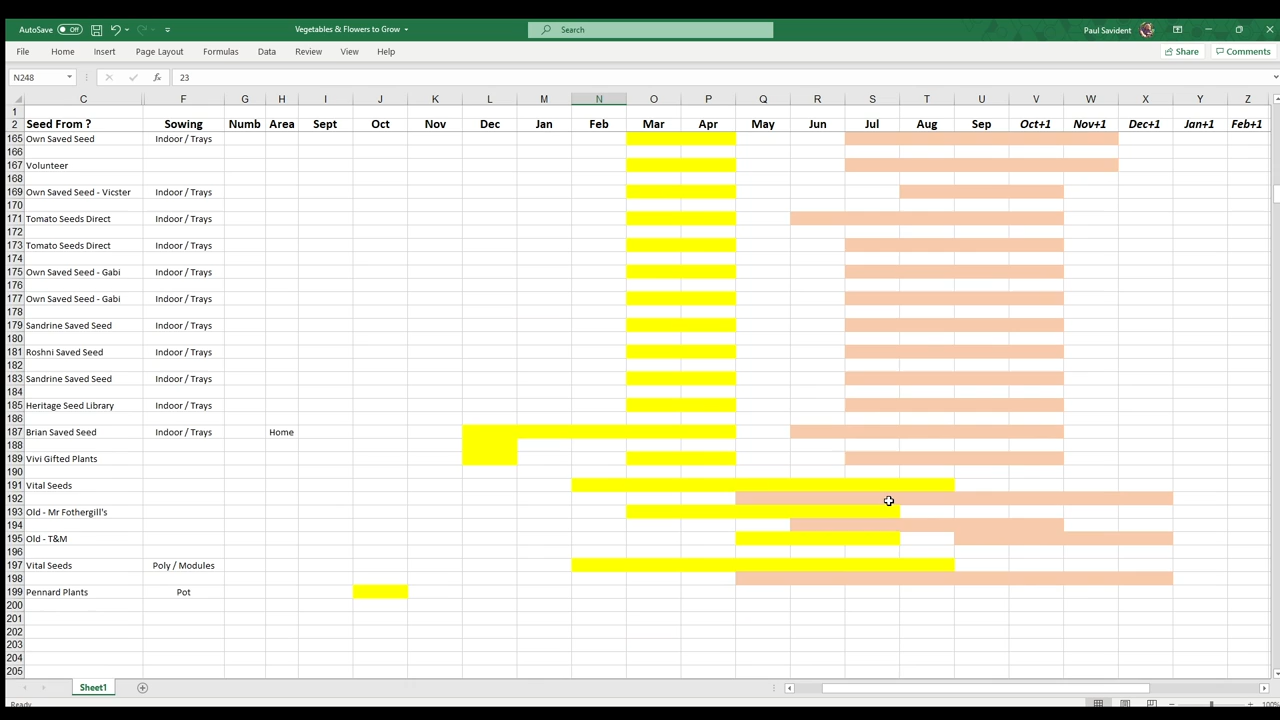 AutoSave Off Vegetables & Flowers to Grow Search Paul Savident
File Home Insert Page Layout Formulas Data Review View Help Share Comments
N248 fx 23
C F G H I J K L M N O P Q R S T U V W X Y Z
1
2 Seed From ? Sowing Numb Area Sept Oct Nov Dec Jan Feb Mar Apr May Jun Jul Aug Sep Oct+1 Nov+1 Dec+1 Jan+1 Feb+1
165 Own Saved Seed Indoor / Trays
166
167 Volunteer
168
169 Own Saved Seed - Vicster Indoor / Trays
170
171 Tomato Seeds Direct Indoor / Trays
172
173 Tomato Seeds Direct Indoor / Trays
174
175 Own Saved Seed - Gabi Indoor / Trays
176
177 Own Saved Seed - Gabi Indoor / Trays
178
179 Sandrine Saved Seed Indoor / Trays
180
181 Roshni Saved Seed Indoor / Trays
182
183 Sandrine Saved Seed Indoor / Trays
184
185 Heritage Seed Library Indoor / Trays
186
187 Brian Saved Seed Indoor / Trays Home
188
189 Vivi Gifted Plants
190
191 Vital Seeds
192
193 Old - Mr Fothergill's
194
195 Old - T&M
196
197 Vital Seeds Poly / Modules
198
199 Pennard Plants Pot
200
201
202
203
204
205
Sheet1
Ready 100%